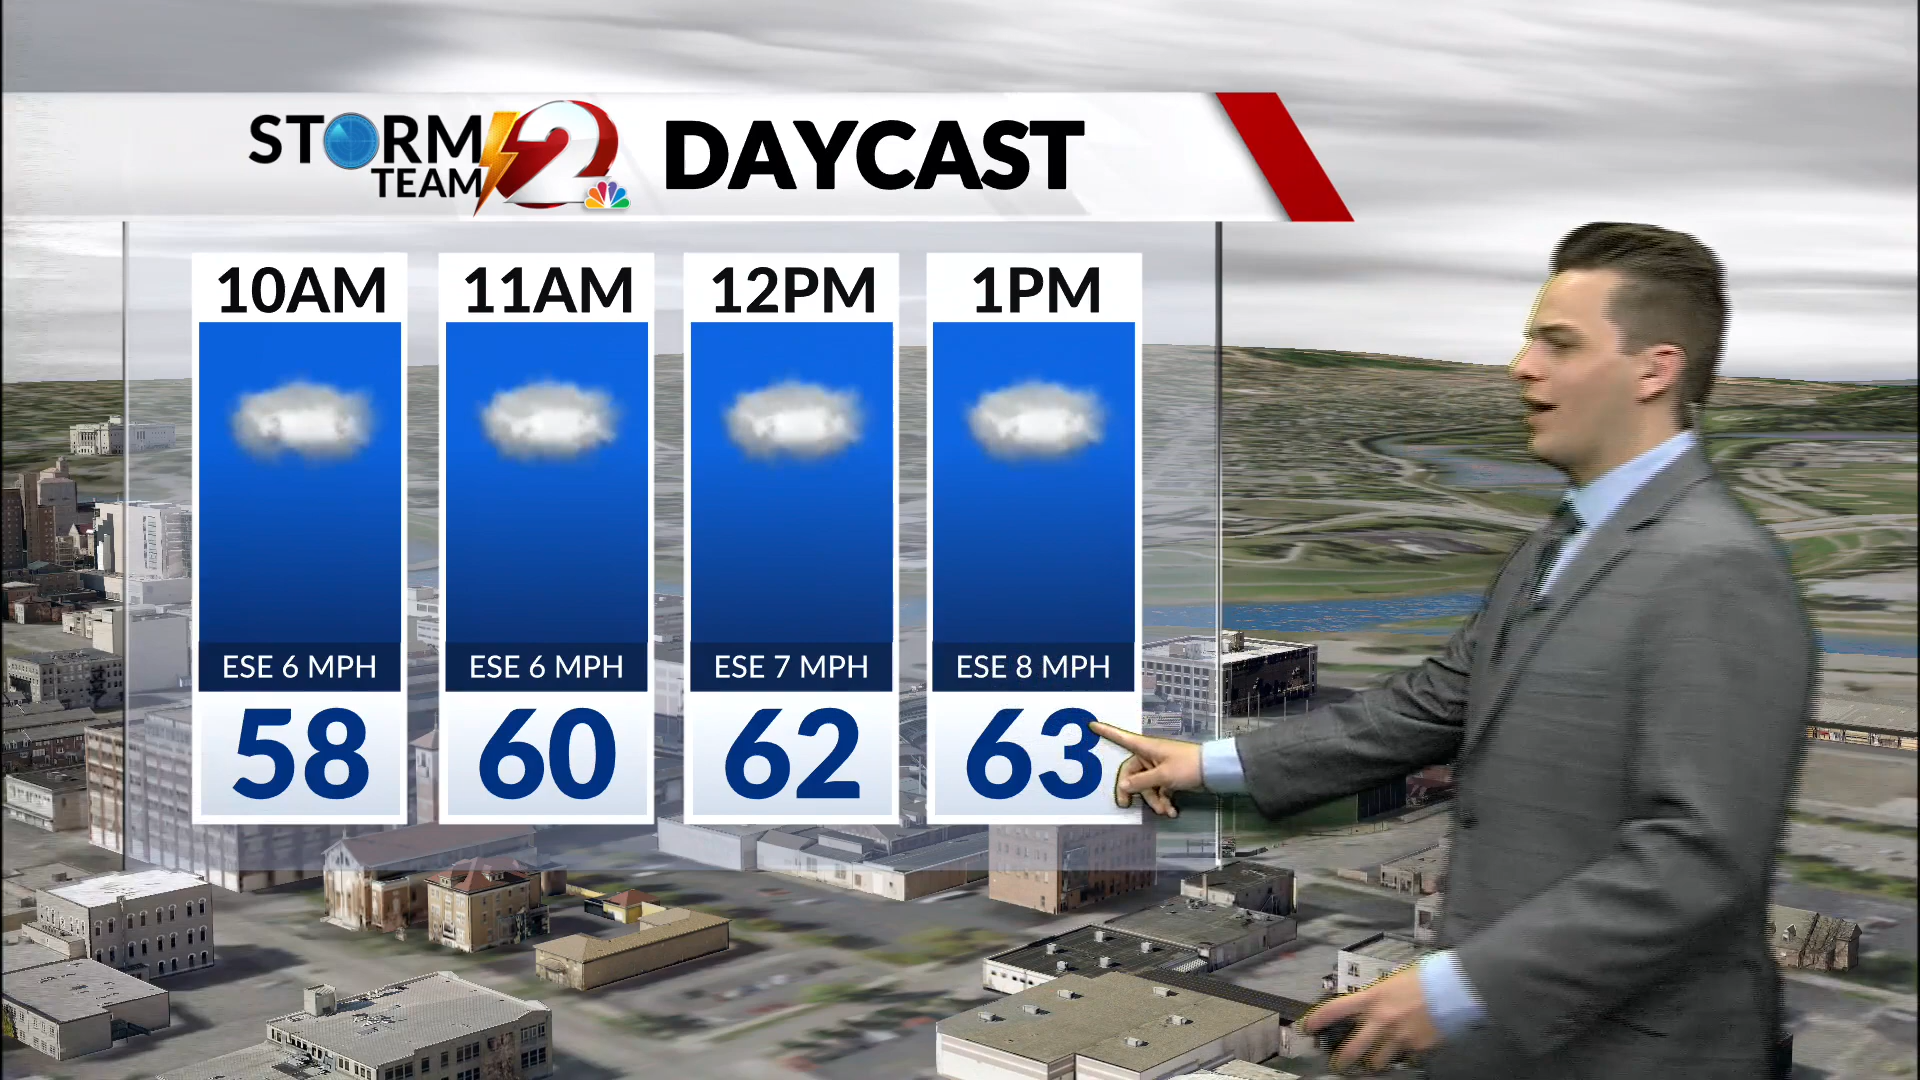 STORM TEAM 2 DAYCAST
10AM 11AM 12PM 1PM
ESE 6 MPH ESE 6 MPH ESE 7 MPH ESE 8 MPH
58 60 62 63